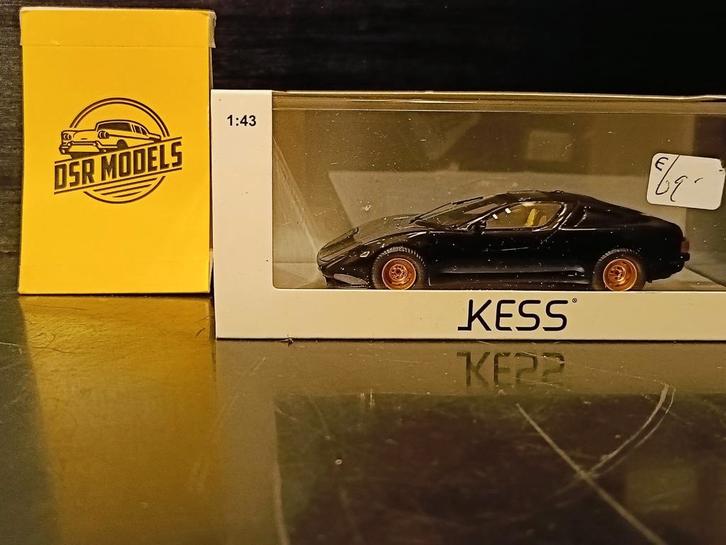 DSR MODELS
1:43
€/69,-
KESS®